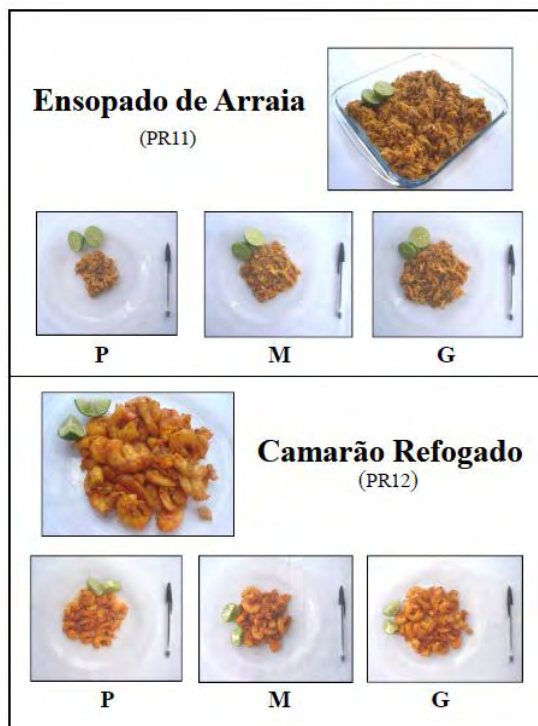 Ensopado de Arraia
(PR11)
P M G
Camarão Refogado
(PR12)
P M G